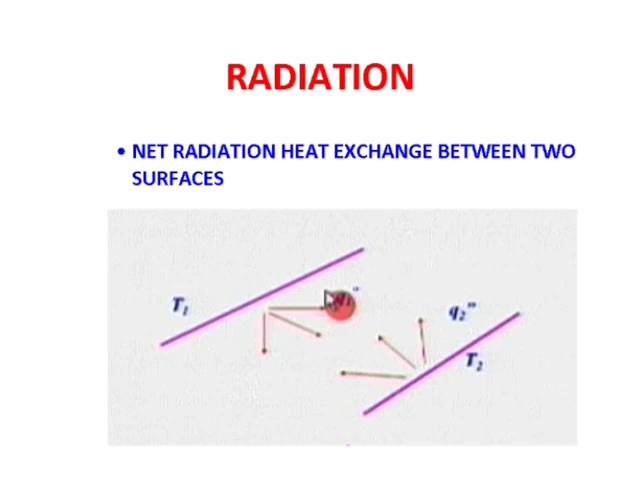 RADIATION
• NET RADIATION HEAT EXCHANGE BETWEEN TWO
SURFACES
T₁
q₂"
T₂